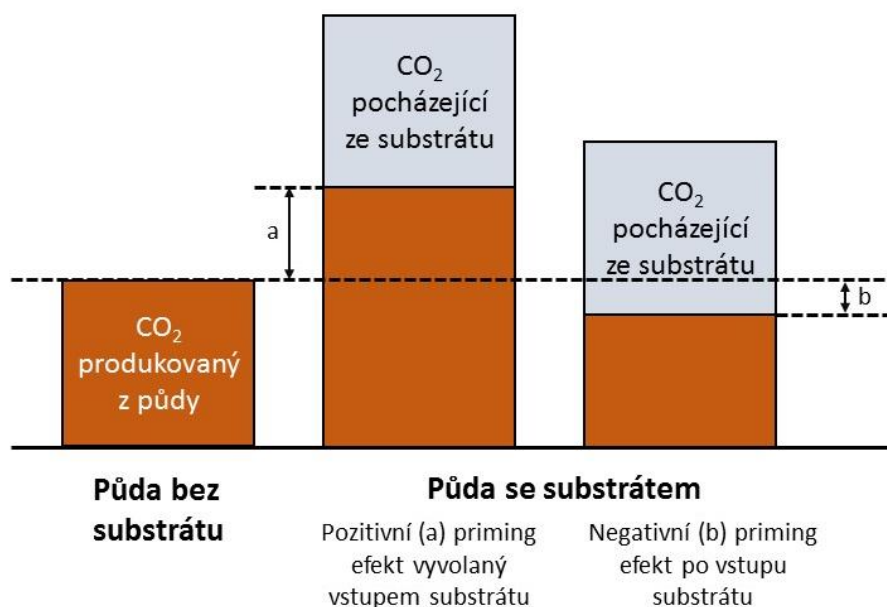 CO₂
pocházející
ze substrátu
a
CO₂
pocházející
ze substrátu
b
CO₂
produkovaný
z půdy
Půda bez
substrátu
Půda se substrátem
Pozitivní (a) priming
efekt vyvolaný
vstupem substrátu
Negativní (b) priming
efekt po vstupu
substrátu